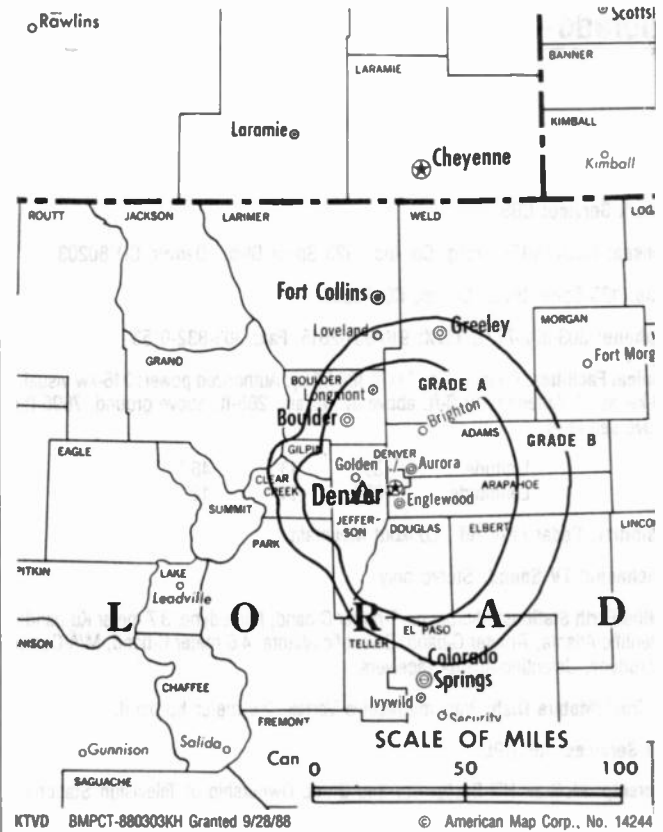 Rawlins
Scotts
BANNER
LARAMIE
KIMBALL
Laramie
Cheyenne
Kimball
ROUTT
JACKSON
LARIMER
WELD
LOG
Fort Collins
MORGAN
Loveland
Greeley
Fort Morg
GRAND
BOULDER
Longmont
GRADE A
Boulder
Brighton
ADAMS
GRADE B
EAGLE
GILPIN
DENVER
Golden
Aurora
CLEAR
CREEK
ARAPAHOE
Denver
Englewood
SUMMIT
JEFFER-
SON
DOUGLAS
ELBERT
LINCO
PARK
PITKIN
LAKE
Leadville
L O R A D
NISON
TELLER
EL PASO
Colorado
Springs
CHAFFEE
Ivywild
Security
FREMONT
SCALE OF MILES
Gunnison
Salida
Can
0 50 100
SAGUACHE
KTVD BMPCT-880303KH Granted 9/28/88 © American Map Corp., No. 14244